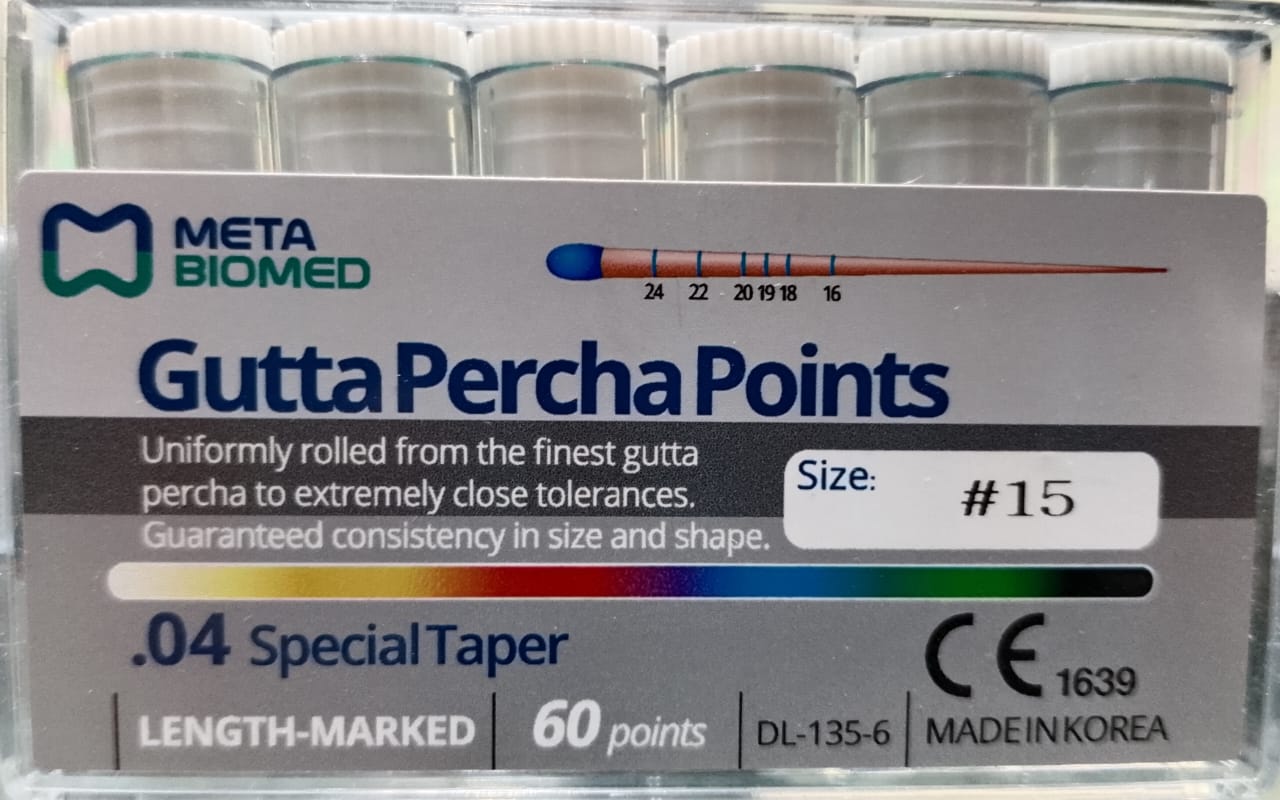 META
BIOMED
24 22 20 19 18 16
Gutta Percha Points
Uniformly rolled from the finest gutta
percha to extremely close tolerances.
Guaranteed consistency in size and shape.
Size: #15
.04 Special Taper
CE 1639
LENGTH-MARKED
60 points
DL-135-6
MADE IN KOREA